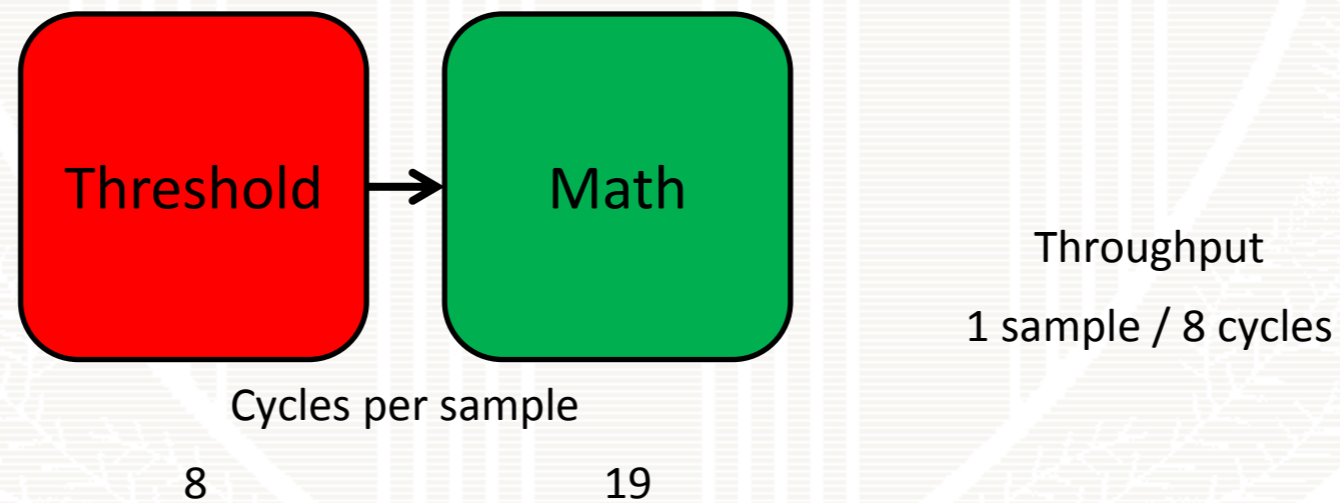 Threshold
Math
Throughput
1 sample / 8 cycles
Cycles per sample
8 19